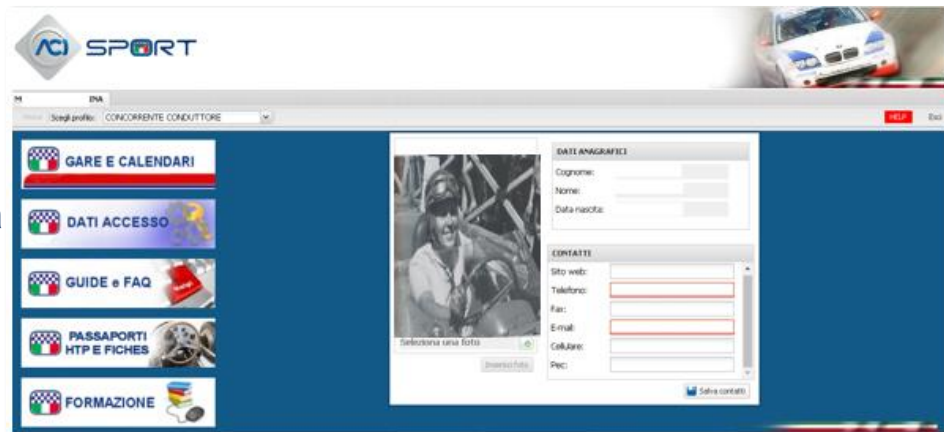 ACI SPORT
M INA
Scegli profilo: CONCORRENTE CONDUTTORE
HELP Esci
GARE E CALENDARI
DATI ACCESSO
GUIDE e FAQ
PASSAPORTI
HTP E FICHES
FORMAZIONE
Seleziona una foto
Inserisci foto
DATI ANAGRAFICI
Cognome:
Nome:
Data nascita:
CONTATTI
Sito web:
Telefono:
Fax:
E-mail:
Cellulare:
Pec:
Salva contatti